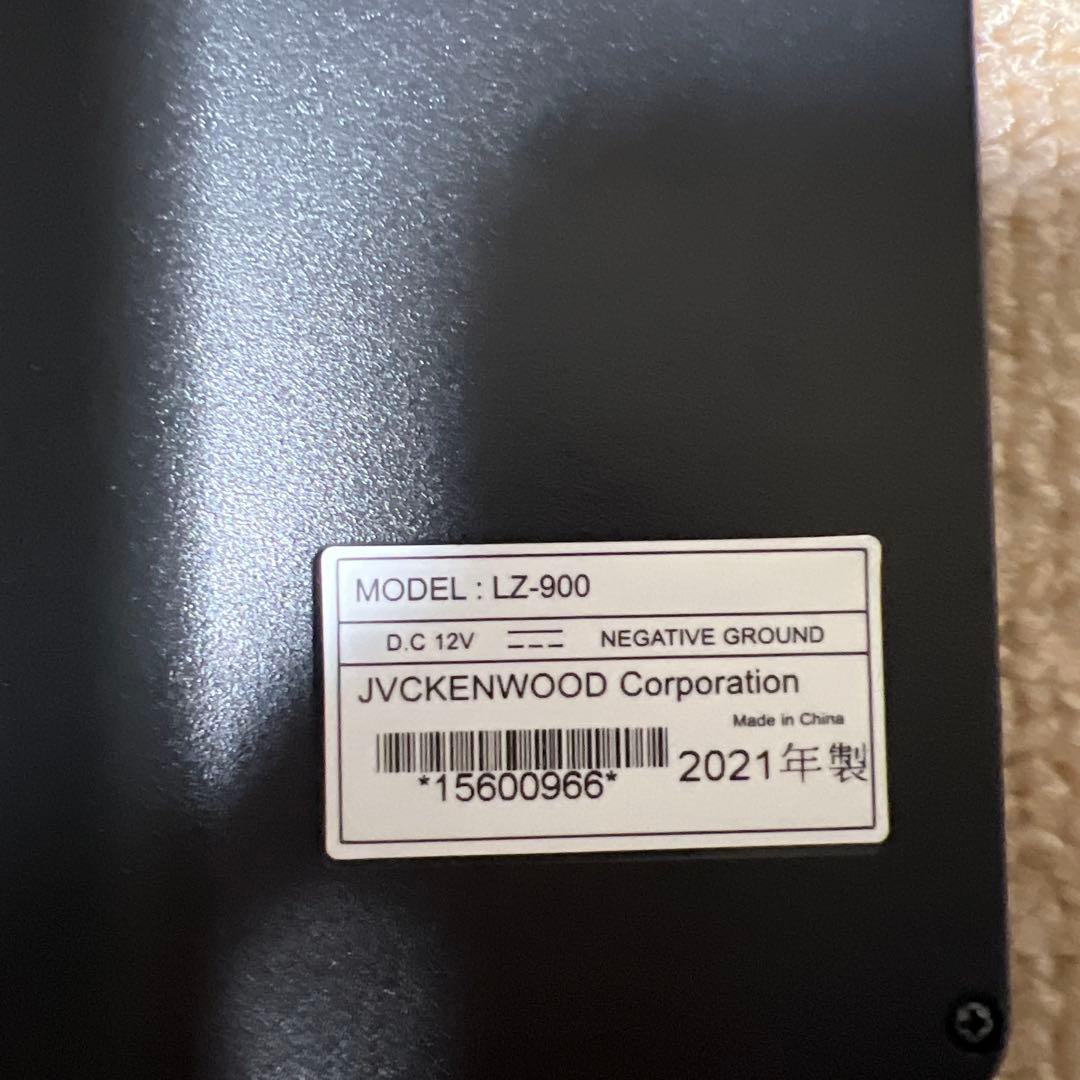 MODEL : LZ-900
D.C 12V NEGATIVE GROUND
JVCKENWOOD Corporation
Made in China
*15600966* 2021年製